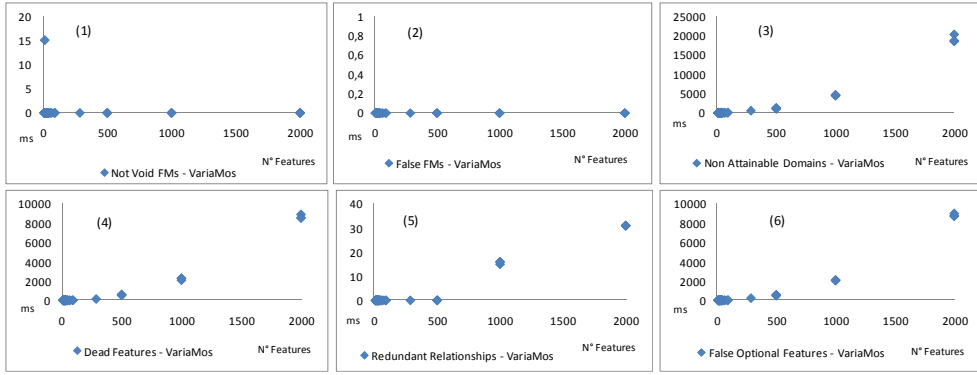 20
15
10
5
0
ms
(1)
0 500 1000 1500 2000
N° Features
Not Void FMs - VariaMos
1
0,8
0,6
0,4
0,2
0
ms
(2)
0 500 1000 1500 2000
N° Features
False FMs - VariaMos
25000
20000
15000
10000
5000
0
ms
(3)
0 500 1000 1500 2000
N° Features
Non Attainable Domains - VariaMos
10000
8000
6000
4000
2000
0
ms
(4)
0 500 1000 1500 2000
N° Features
Dead Features - VariaMos
40
30
20
10
0
ms
(5)
0 500 1000 1500 2000
N° Features
Redundant Relationships - VariaMos
10000
8000
6000
4000
2000
0
ms
(6)
0 500 1000 1500 2000
N° Features
False Optional Features - VariaMos